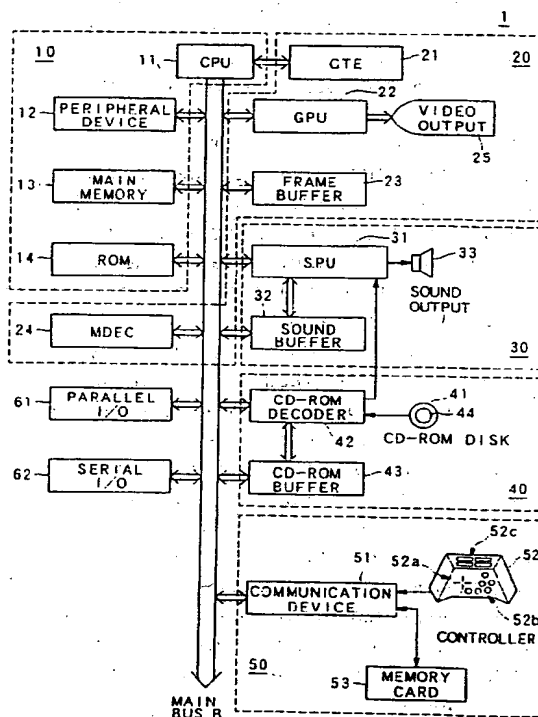 1
10
11
CPU
GTE
21
20
22
12
PERIPHERAL
DEVICE
GPU
VIDEO
OUTPUT
25
13
MAIN
MEMORY
FRAME
BUFFER
23
31
14
ROM
SPU
33
SOUND
OUTPUT
32
24
MDEC
SOUND
BUFFER
30
61
PARALLEL
I/O
CD-ROM
DECODER
41
44
42
CD-ROM DISK
62
SERIAL
I/O
CD-ROM
BUFFER
43
40
52c
51
52a
52
COMMUNICATION
DEVICE
52b
CONTROLLER
50
53
MEMORY
CARD
MAIN
BUS B